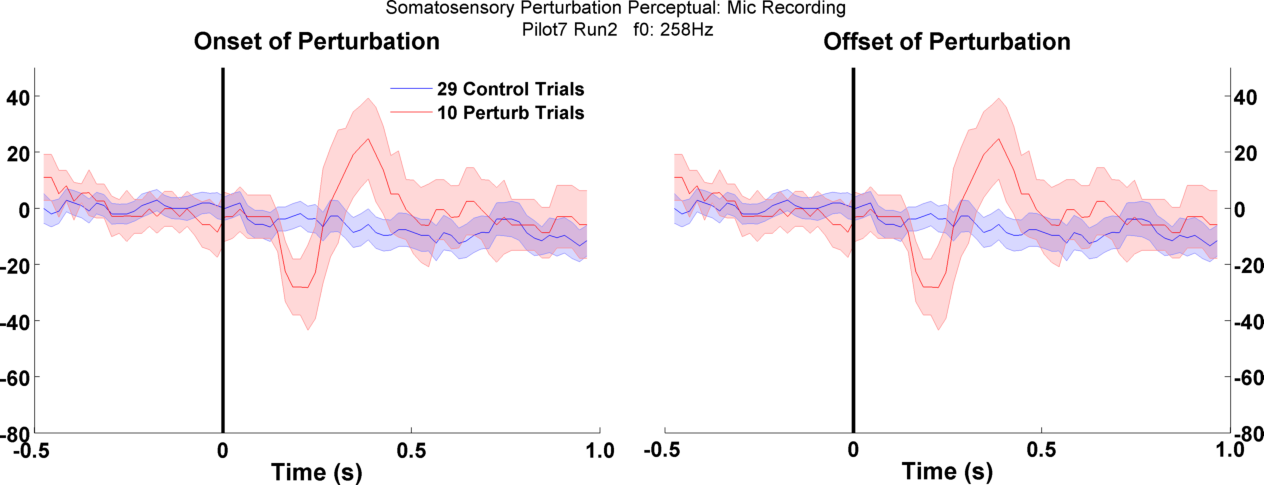 Somatosensory Perturbation Perceptual: Mic Recording
Pilot7 Run2 f0: 258Hz
Onset of Perturbation
29 Control Trials
10 Perturb Trials
40
20
0
-20
-40
-60
-80
-0.5 0 0.5 1.0
Time (s)
Offset of Perturbation
40
20
0
-20
-40
-60
-80
-0.5 0 0.5 1.0
Time (s)